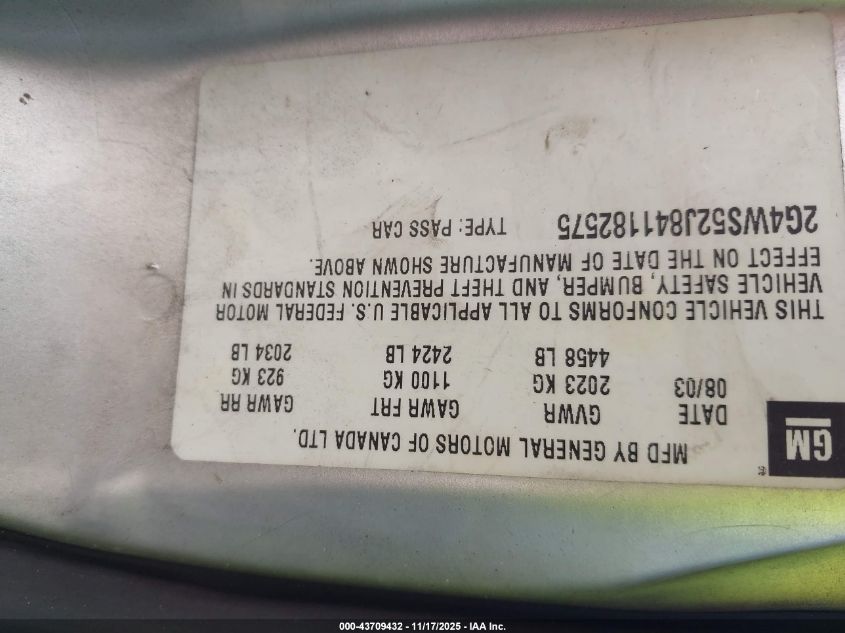 GM
MFD BY GENERAL MOTORS OF CANADA LTD.
DATE GVWR GAWR FRT GAWR RR
08/03 2023 KG 1100 KG 923 KG
4458 LB 2424 LB 2034 LB
THIS VEHICLE CONFORMS TO ALL APPLICABLE U.S. FEDERAL MOTOR
VEHICLE SAFETY, BUMPER, AND THEFT PREVENTION STANDARDS IN
EFFECT ON THE DATE OF MANUFACTURE SHOWN ABOVE.
2G4WS52J841182575 TYPE: PASS CAR
000-43709432 - 11/17/2025 - IAA Inc.